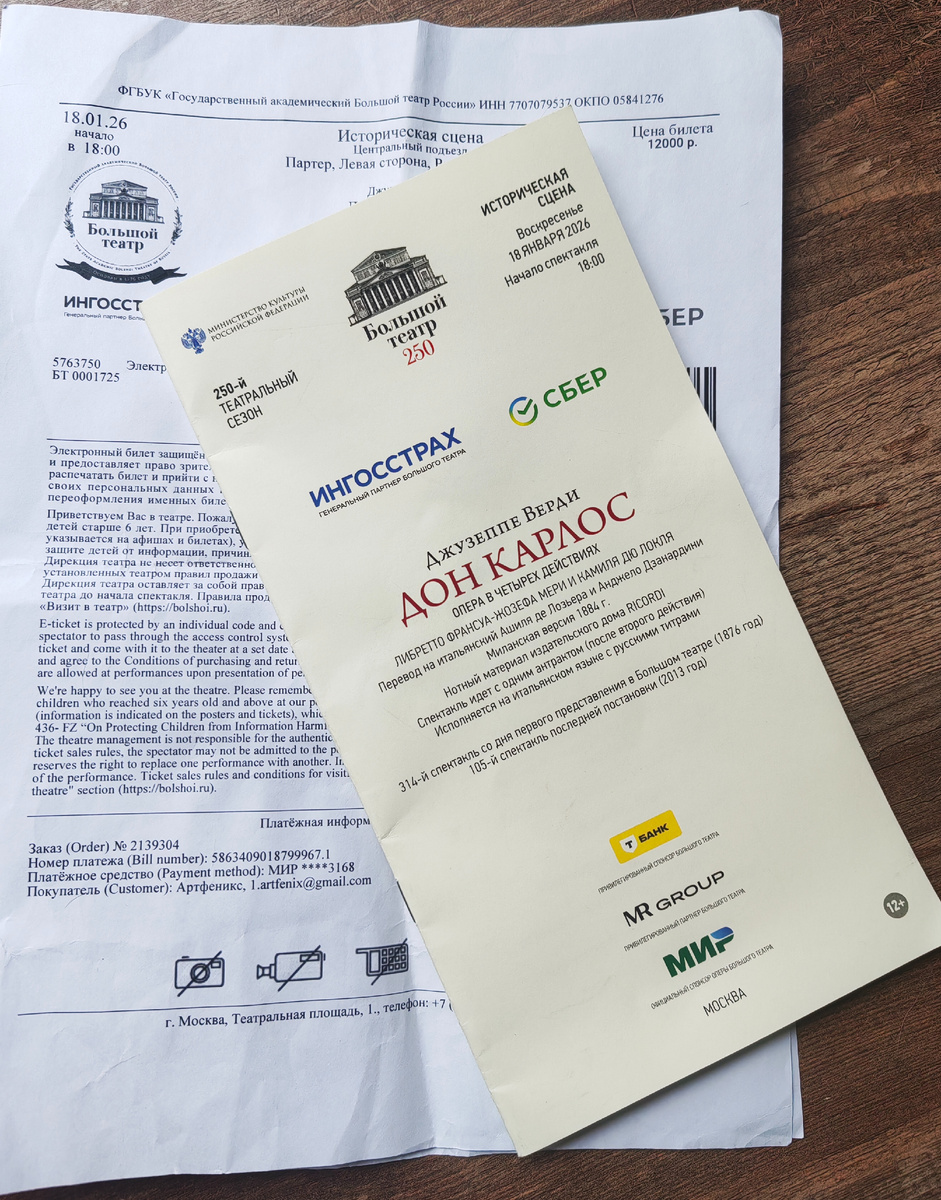 ФГБУК «Государственный академический Большой театр России» ИНН 7707079537 ОКПО 05841276
18.01.26
начало
в 18:00
Историческая сцена
Центральный подъезд
Партер, Левая сторона,
Цена билета
12000 р.
Большой
театр
ИНГОССТ
Генеральный партнер
СБЕР
5763750
БТ 0001725
Электр
Электронный билет защищё
и предоставляет право зрите
распечатать билет и прийти с
своих персональных данных
переоформления именных биле
Приветствуем Вас в театре. Пожалу
детей старше 6 лет. При приобрете
указывается на афишах и билетах), у
защите детей от информации, причин
Дирекция театра не несет ответственно
установленных театром правил продажи
Дирекция театра оставляет за собой прав
театра до начала спектакля. Правила прод
«Визит в театр» (https://bolshoi.ru).
E-ticket is protected by an individual code and
spectator to pass through the access control syste
ticket and come with it to the theater at a set date
and agree to the Conditions of purchasing and retur
are allowed at performances upon presentation of pe
We're happy to see you at the theatre. Please rememb
children who reached six years old and above at our pe
(information is indicated on the posters and tickets), whic
436- FZ “On Protecting Children from Information Harmi
The theatre management is not responsible for the authentic
ticket sales rules, the spectator may not be admitted to the p
reserves the right to replace one performance with another. In
of the performance. Ticket sales rules and conditions for visit
theatre" section (https://bolshoi.ru).
Платёжная информ
Заказ (Order) № 2139304
Номер платежа (Bill number): 5863409018799967.1
Платёжное средство (Payment method): МИР ****3168
Покупатель (Customer): Артфеникс, 1.artfenix@gmail.com
г. Москва, Театральная площадь, 1., телефон: +7
МИНИСТЕРСТВО КУЛЬТУРЫ
РОССИЙСКОЙ ФЕДЕРАЦИИ
Большой
театр
250
ИСТОРИЧЕСКАЯ
СЦЕНА
Воскресенье
18 ЯНВАРЯ 2026
Начало спектакля
18:00
250-й
ТЕАТРАЛЬНЫЙ
СЕЗОН
СБЕР
ИНГОССТРАХ
ГЕНЕРАЛЬНЫЙ ПАРТНЕР БОЛЬШОГО ТЕАТРА
Джузеппе Верди
ДОН КАРЛОС
ОПЕРА В ЧЕТЫРЕХ ДЕЙСТВИЯХ
ЛИБРЕТТО ФРАНСУА-ЖОЗЕФА МЕРИ И КАМИЛЯ ДЮ ЛОКЛЯ
Перевод на итальянский Ашиля де Лозьера и Анджело Дзанардини
Миланская версия 1884 г.
Нотный материал издательского дома RICORDI
Спектакль идет с одним антрактом (после второго действия)
Исполняется на итальянском языке с русскими титрами
314-й спектакль со дня первого представления в Большом театре (1876 год)
105-й спектакль последней постановки (2013 год)
Т БАНК
ПРИВИЛЕГИРОВАННЫЙ СПОНСОР БОЛЬШОГО ТЕАТРА
MR GROUP
ПРИВИЛЕГИРОВАННЫЙ ПАРТНЕР БОЛЬШОГО ТЕАТРА
МИР
ОФИЦИАЛЬНЫЙ СПОНСОР ОПЕРЫ БОЛЬШОГО ТЕАТРА
12+
МОСКВА